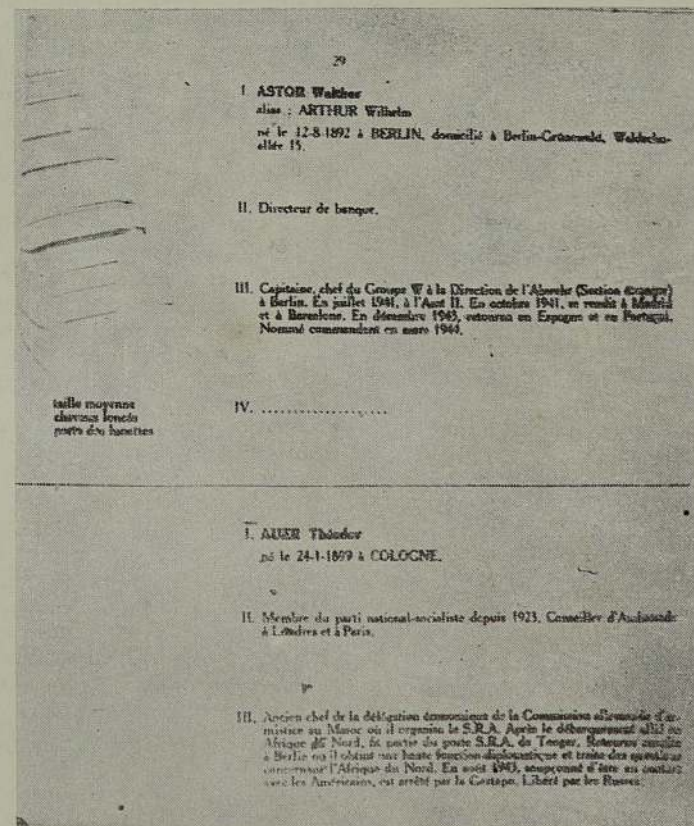 29
I. ASTOR Walther
alias : ARTHUR Wilhelm
né le 12-8-1892 à BERLIN, domicilié à Berlin-Grunewald,
allée 15.
II. Directeur de banque.
III. Capitaine, chef du Groupe W à la Direction de l'Abwehr (Section étrangère)
à Berlin. En juillet 1941, à l'Ast II. En octobre 1941, se rendit à Madrid
et à Barcelone. En décembre 1943, retourna en Espagne et au Portugal.
Nommé commandant en mars 1944.
taille moyenne
cheveux foncés
porte des lunettes
IV. ..................
I. AUER Théodor
né le 24-1-1899 à COLOGNE.
II. Membre du parti national-socialiste depuis 1923. Conseiller d'Ambassade
à Londres et à Paris.
III. Ancien chef de la délégation économique de la Commission allemande d'ar-
mistice au Maroc où il organisa le S.R.A. Après le débarquement allié en
Afrique du Nord, fit partie du poste S.R.A. de Tanger. Retourna ensuite
à Berlin où il obtint une haute fonction diplomatique et traita des questions
concernant l'Afrique du Nord. En août 1943, soupçonné d'être en contact
avec les Américains, est arrêté par la Gestapo. Libéré par les Russes.